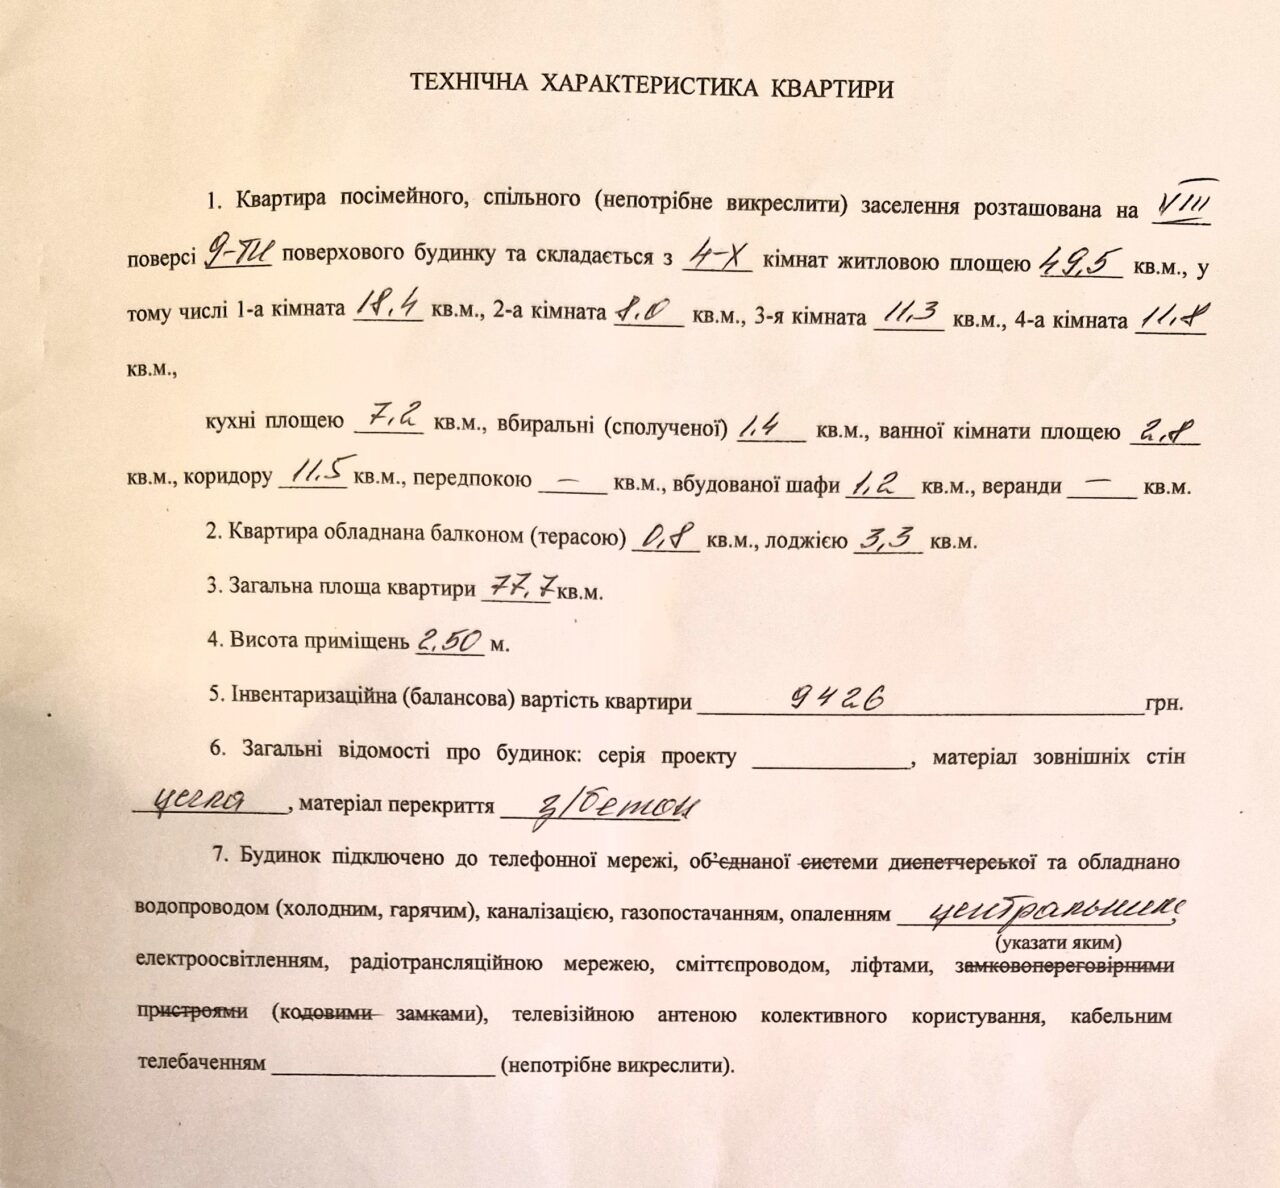 ТЕХНІЧНА ХАРАКТЕРИСТИКА КВАРТИРИ
1. Квартира посімейного, спільного (непотрібне викреслити) заселення розташована на VIII
поверсі 9-ТИ поверхового будинку та складається з 4-Х кімнат житловою площею 49,5 кв.м., у
тому числі 1-а кімната 18,4 кв.м., 2-а кімната 8,0 кв.м., 3-я кімната 11,3 кв.м., 4-а кімната 11,8
кв.м.,
кухні площею 7,2 кв.м., вбиральні (сполученої) 1,4 кв.м., ванної кімнати площею 2,8
кв.м., коридору 11,5 кв.м., передпокою — кв.м., вбудованої шафи 1,2 кв.м., веранди — кв.м.
2. Квартира обладнана балконом (терасою) 0,8 кв.м., лоджією 3,3 кв.м.
3. Загальна площа квартири 77,7 кв.м.
4. Висота приміщень 2,50 м.
5. Інвентаризаційна (балансова) вартість квартири 9426 грн.
6. Загальні відомості про будинок: серія проекту ____________, матеріал зовнішніх стін
цегла, матеріал перекриття з/бетон
7. Будинок підключено до телефонної мережі, об’єднаної системи диспетчерської та обладнано
водопроводом (холодним, гарячим), каналізацією, газопостачанням, опаленням центральним,
(указати яким)
електроосвітленням, радіотрансляційною мережею, сміттєпроводом, ліфтами, замковопереговірними
пристроями (кодовими замками), телевізійною антеною колективного користування, кабельним
телебаченням ____________ (непотрібне викреслити).